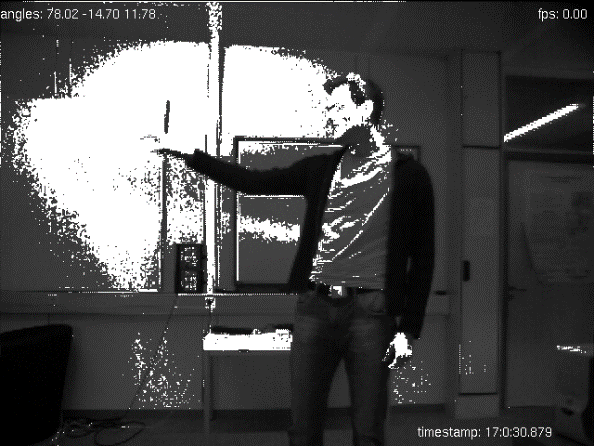 angles: 78.02 -14.70 11.78
fps: 0.00
timestamp: 17:0:30.879